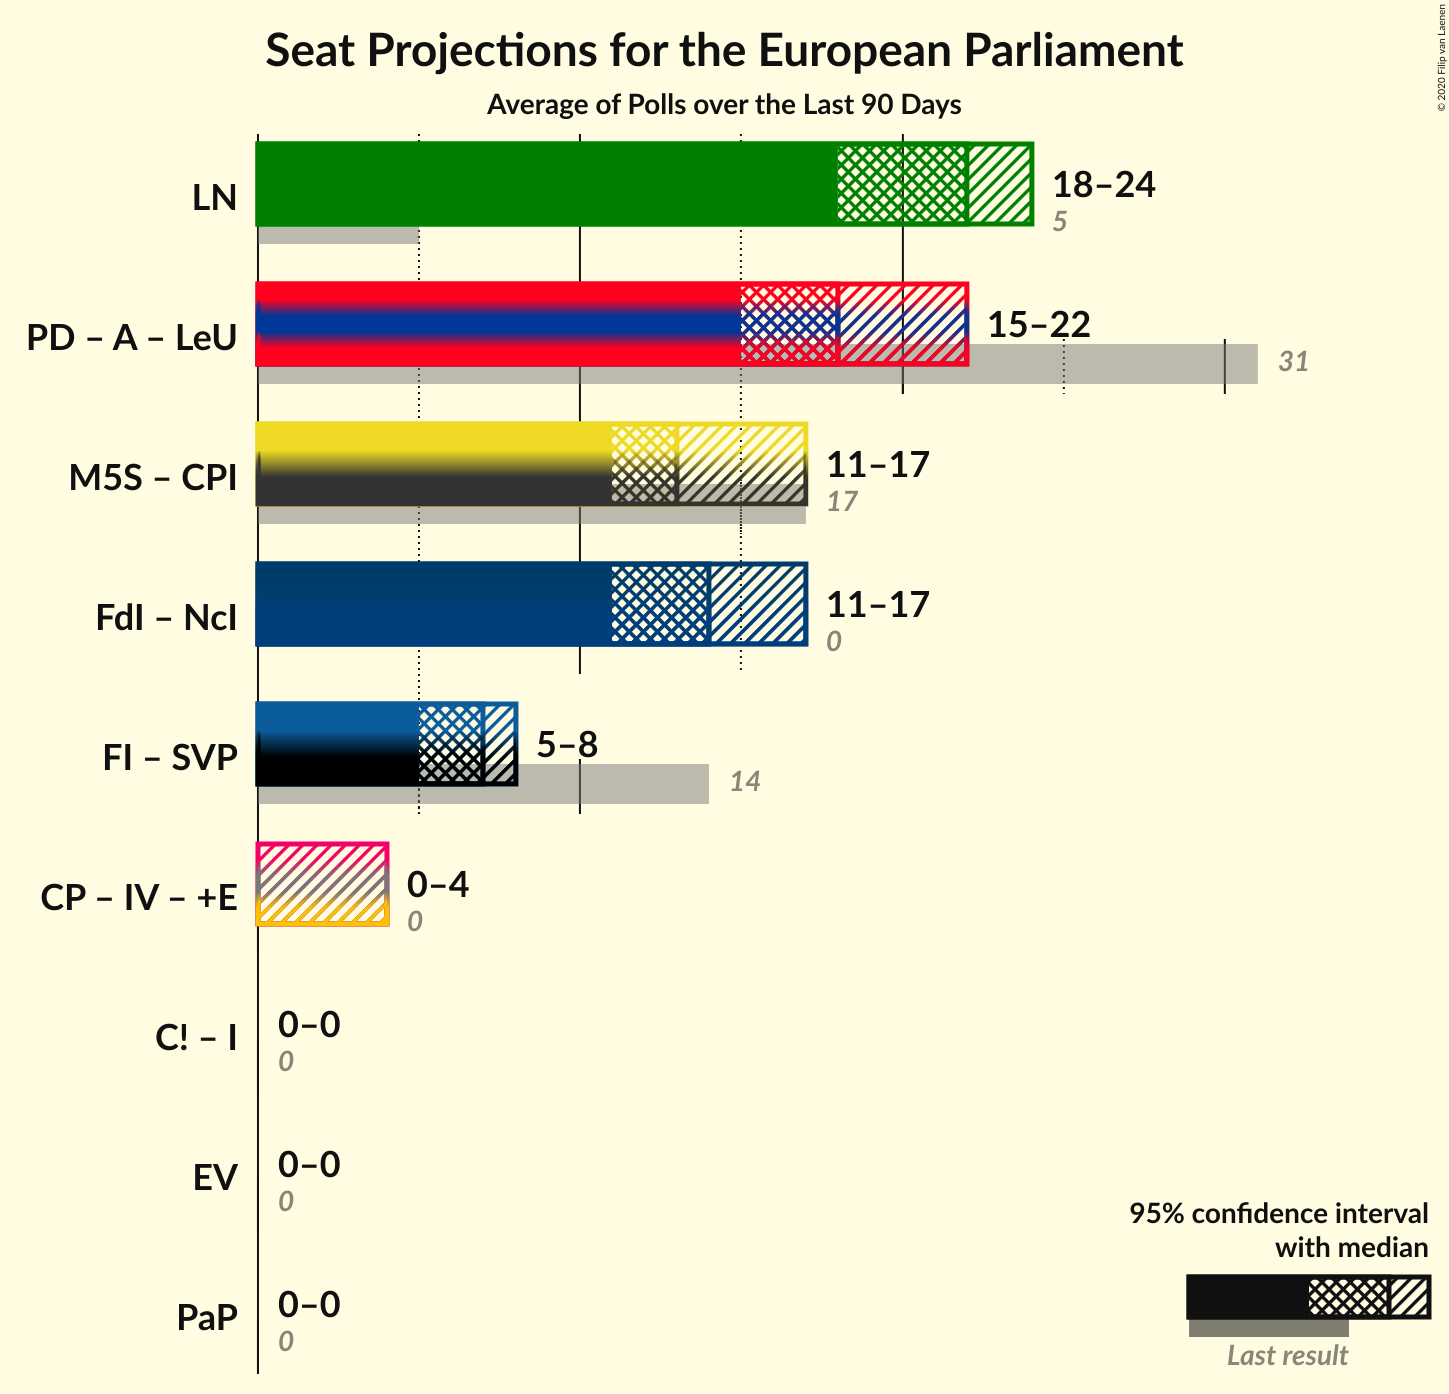 Seat Projections for the European Parliament
Average of Polls over the Last 90 Days
© 2020 Filip van Laenen
LN
18–24
5
PD – A – LeU
15–22
31
M5S – CPI
11–17
17
FdI – NcI
11–17
0
FI – SVP
5–8
14
CP – IV – +E
0–4
0
C! – I
0–0
0
EV
0–0
0
PaP
0–0
0
95% confidence interval
with median
Last result